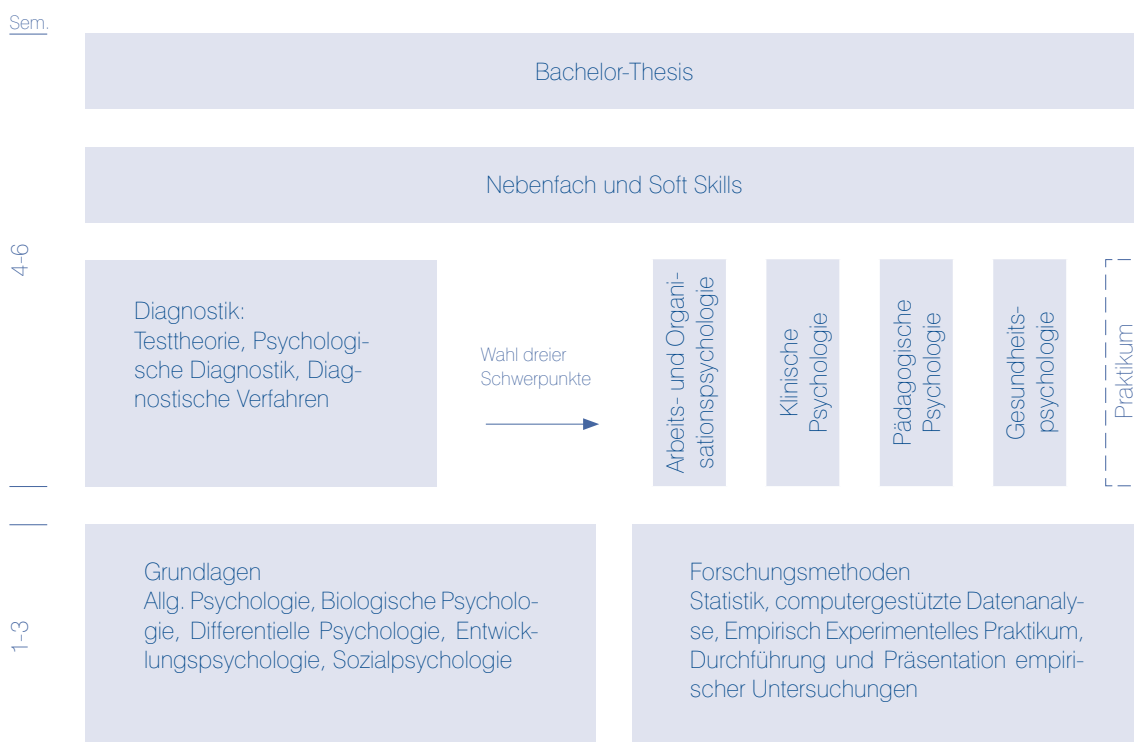 Sem.
Bachelor-Thesis
Nebenfach und Soft Skills
4-6
Diagnostik:
Testtheorie, Psychologi-
sche Diagnostik, Diag-
nostische Verfahren
Wahl dreier
Schwerpunkte
Arbeits- und Organi-
sationspsychologie
Klinische
Psychologie
Pädagogische
Psychologie
Gesundheits-
psychologie
Praktikum
1-3
Grundlagen
Allg. Psychologie, Biologische Psycholo-
gie, Differentielle Psychologie, Entwick-
lungspsychologie, Sozialpsychologie
Forschungsmethoden
Statistik, computergestützte Datenanaly-
se, Empirisch Experimentelles Praktikum,
Durchführung und Präsentation empiri-
scher Untersuchungen